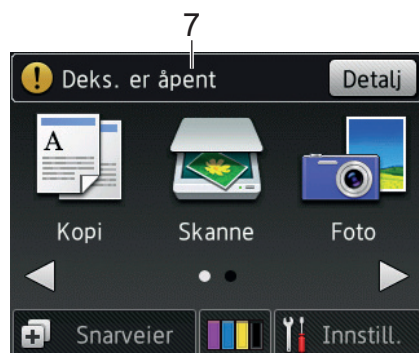 7
Deks. er åpent Detalj
A
Kopi Skanne Foto
Snarveier Innstill.